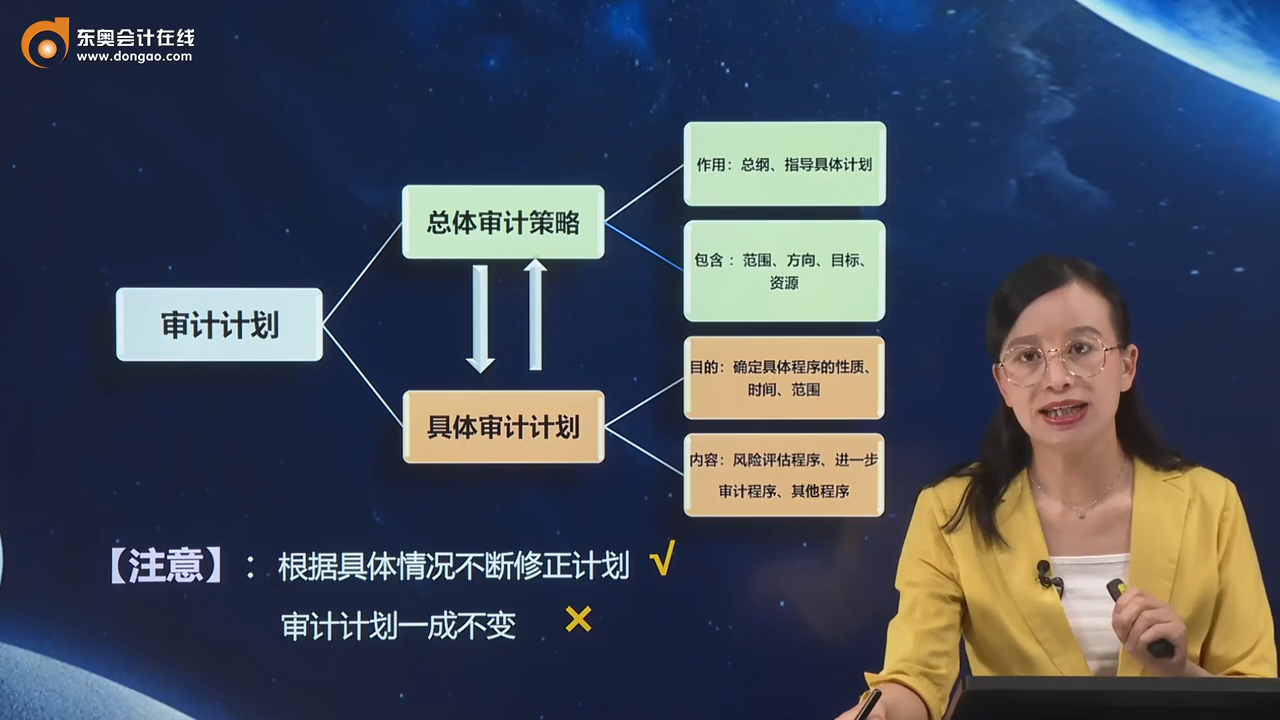 东奥会计在线
www.dongao.com
作用：总纲、指导具体计划
总体审计策略
包含 ：范围、方向、目标、
资源
审计计划
目的：确定具体程序的性质、
时间、范围
具体审计计划
内容：风险评估程序、进一步
审计程序、其他程序
【注意】：根据具体情况不断修正计划 √
审计计划一成不变 ×